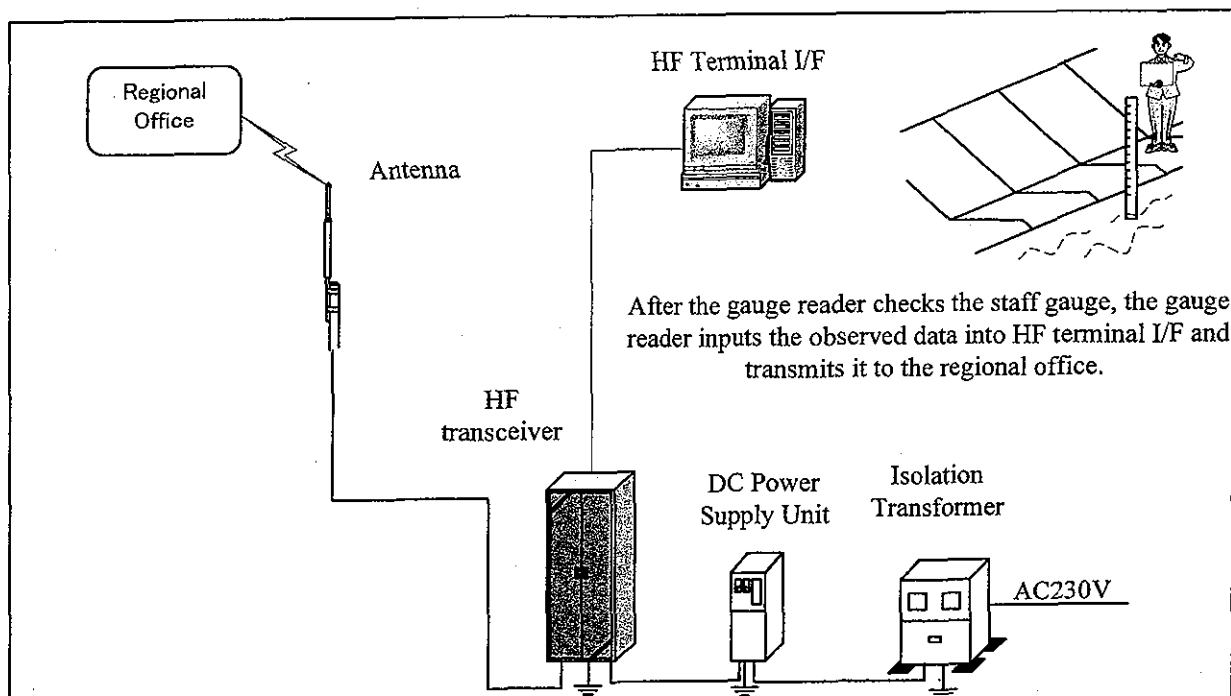 Regional
Office
Antenna
HF Terminal I/F
After the gauge reader checks the staff gauge, the gauge
reader inputs the observed data into HF terminal I/F and
transmits it to the regional office.
HF
transceiver
DC Power
Supply Unit
Isolation
Transformer
AC230V